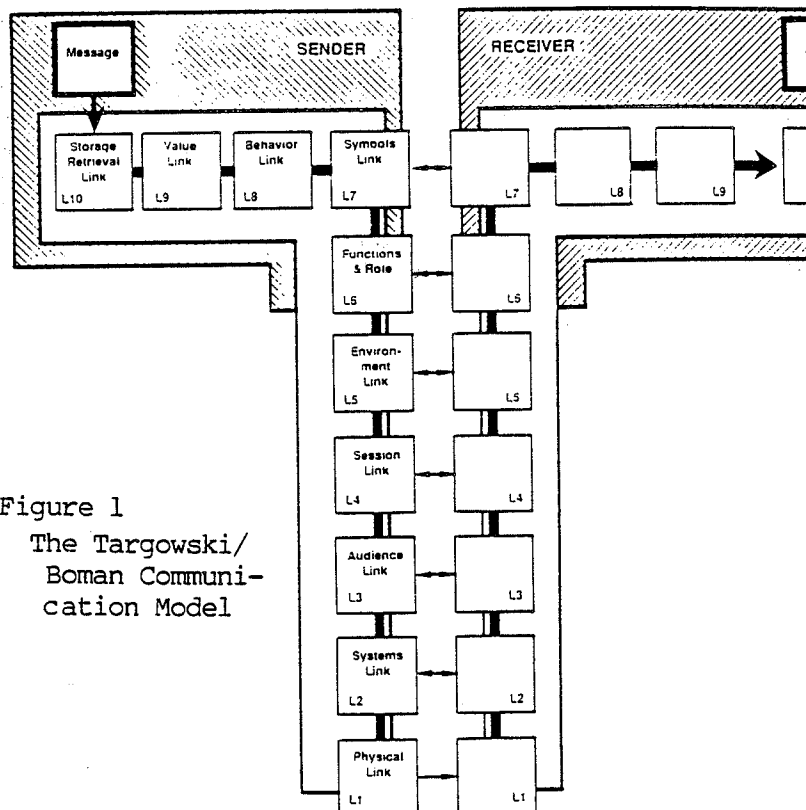 Message
SENDER
RECEIVER
Storage
Retrieval
Link
L10
Value
Link
L9
Behavior
Link
L8
Symbols
Link
L7
L7
L8
L9
Functions
& Role
L6
L6
Environ-
ment
Link
L5
L5
Session
Link
L4
L4
Audience
Link
L3
L3
Systems
Link
L2
L2
Physical
Link
L1
L1
Figure 1
The Targowski/
Boman Communi-
cation Model